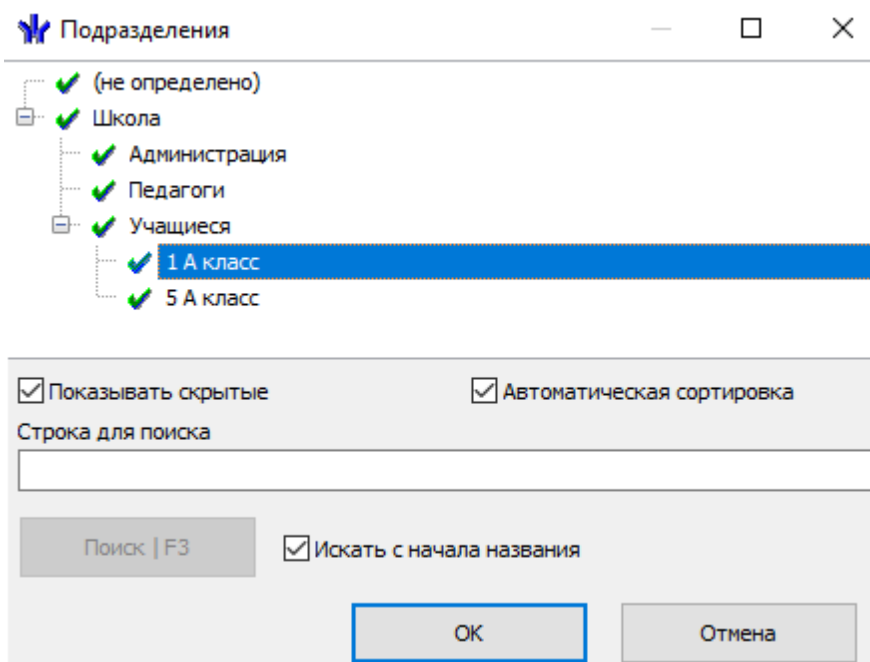 Подразделения
(не определено)
Школа
Администрация
Педагоги
Учащиеся
1 А класс
5 А класс
Показывать скрытые
Автоматическая сортировка
Строка для поиска
Поиск | F3
Искать с начала названия
ОК
Отмена